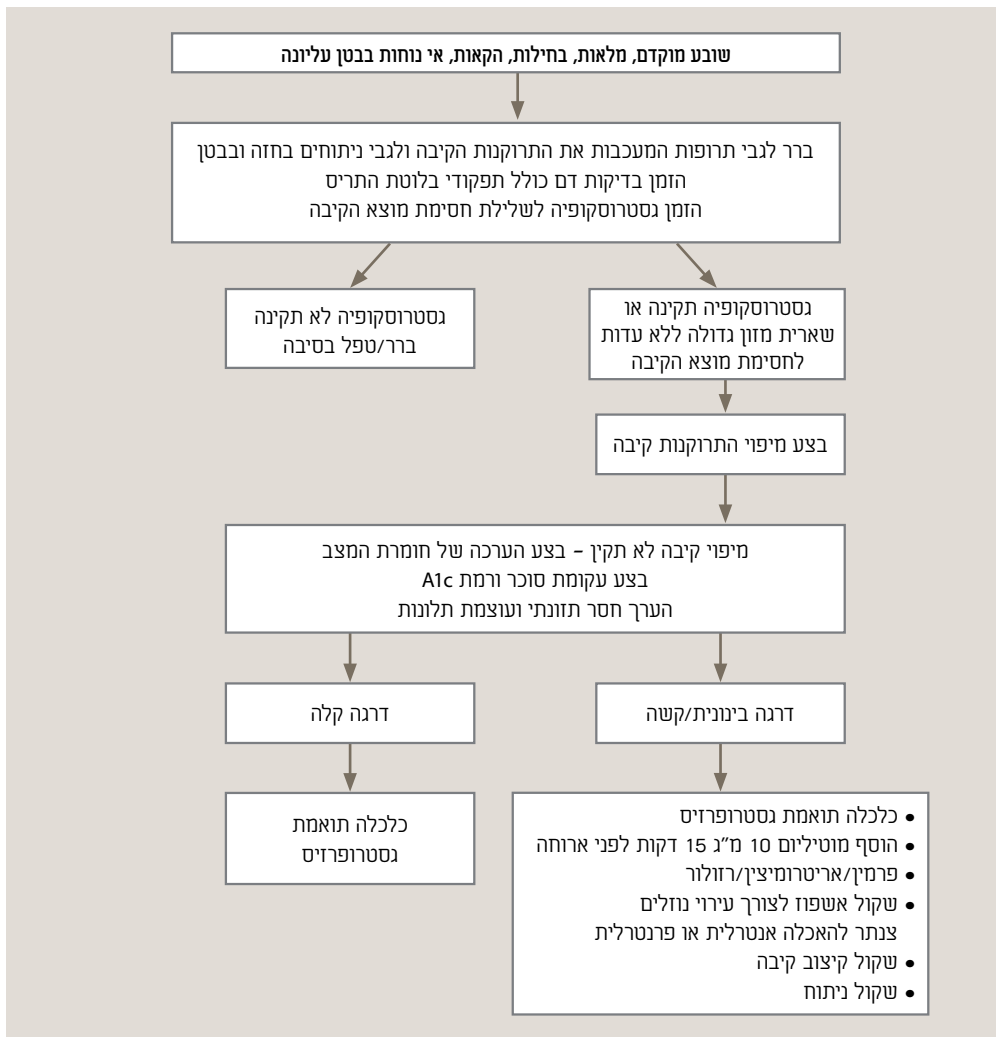 שובע מוקדם, מלאות, בחילות, הקאות, אי נוחות בבטן עליונה
ברר לגבי תרופות המעכבות את התרוקנות הקיבה ולגבי ניתוחים בחזה ובבטן
הזמן בדיקות דם כולל תפקודי בלוטת התריס
הזמן גסטרוסקופיה לשלילת חסימת מוצא הקיבה
גסטרוסקופיה תקינה או
שארית מזון גדולה ללא עדות
לחסימת מוצא הקיבה
גסטרוסקופיה לא תקינה
ברר/טפל בסיבה
בצע מיפוי התרוקנות קיבה
מיפוי קיבה לא תקין – בצע הערכה של חומרת המצב
בצע עקומת סוכר ורמת A1c
הערך חסר תזונתי ועוצמת תלונות
דרגה בינונית/קשה
דרגה קלה
• כלכלה תואמת גסטרופרזיס
• הוסף מוטיליום 10 מ"ג 15 דקות לפני ארוחה
• פרמין/אריטרומיצין/רזולור
• שקול אשפוז לצורך עירוי נוזלים
צנתר להאכלה אנטרלית או פרנטרלית
• שקול קיצוב קיבה
• שקול ניתוח
כלכלה תואמת
גסטרופרזיס